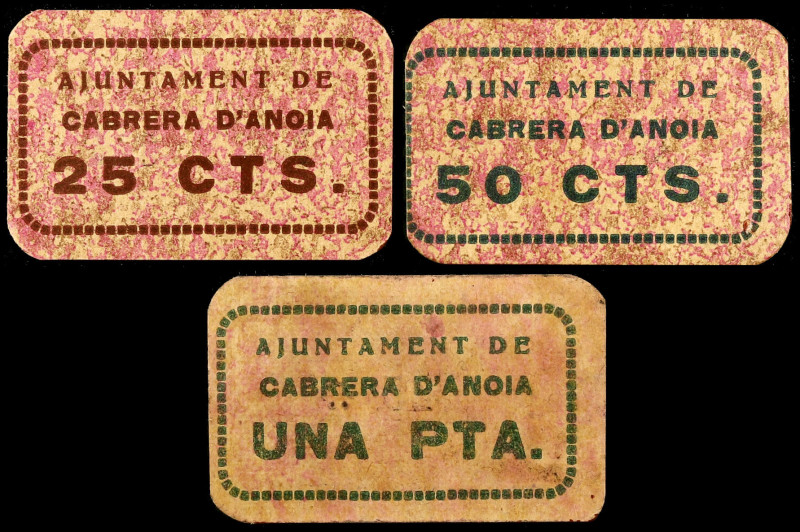 AJUNTAMENT DE
CABRERA D'ANOIA
25 CTS.
AJUNTAMENT DE
CABRERA D'ANOIA
50 CTS.
AJUNTAMENT DE
CABRERA D'ANOIA
UNA PTA.